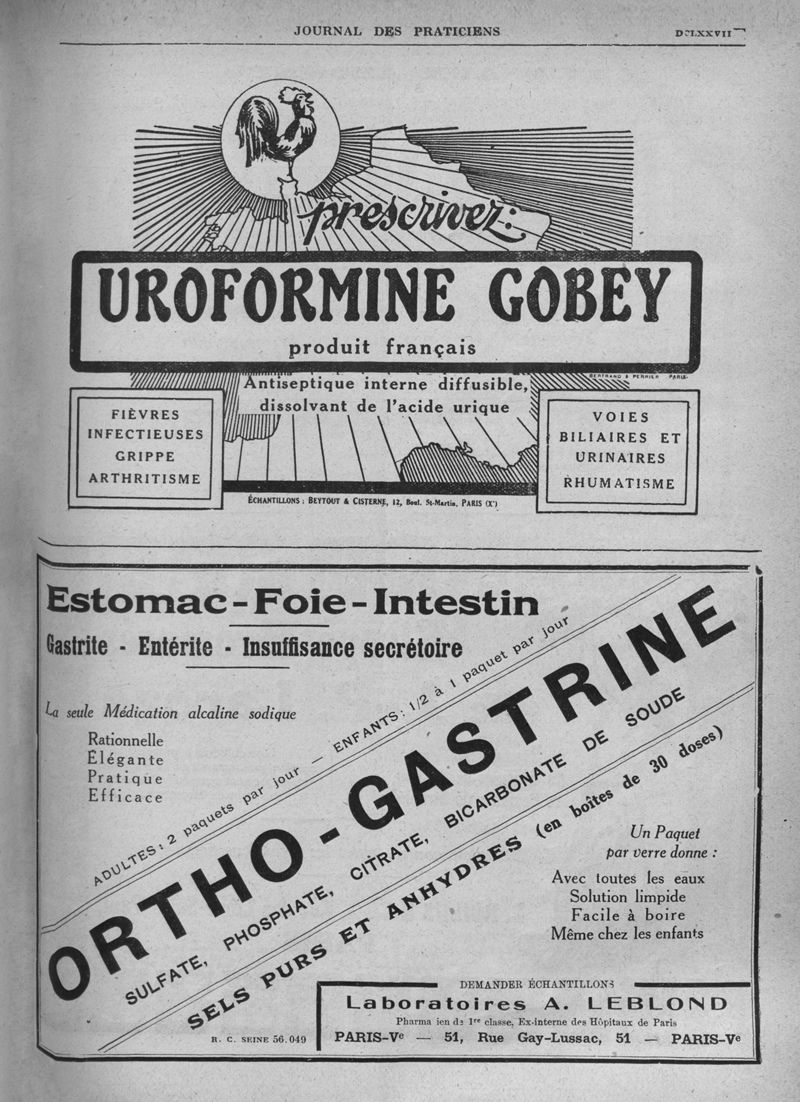 JOURNAL DES PRATICIENS
prescrivez:
UROFORMINE GOBEY
produit français
BERTRAND & PERRIER PARIS.
Antiseptique interne diffusible,
dissolvant de l'acide urique
FIÈVRES
INFECTIEUSES
GRIPPE
ARTHRITISME
VOIES
BILIAIRES ET
URINAIRES
RHUMATISME
ÉCHANTILLONS : BEYTOUT & CISTERNE, 12, Boul. St-Martin, PARIS (X')
Estomac-Foie-Intestin
Gastrite - Entérite - Insuffisance secrétoire
La seule Médication alcaline sodique
Rationnelle
Élégante
Pratique
Efficace
ADULTES : 2 paquets par jour — ENFANTS : 1/2 à 1 paquet par jour
ORTHO-GASTRINE
SULFATE, PHOSPHATE, CITRATE, BICARBONATE DE SOUDE
SELS PURS ET ANHYDRES (en boîtes de 30 doses)
Un Paquet
par verre donne :
Avec toutes les eaux
Solution limpide
Facile à boire
Même chez les enfants
DEMANDER ÉCHANTILLONS
Laboratoires A. LEBLOND
Pharma ien de 1re classe, Ex-interne des Hôpitaux de Paris
R. C. SEINE 56.049
PARIS-Ve — 51, Rue Gay-Lussac, 51 — PARIS-Ve